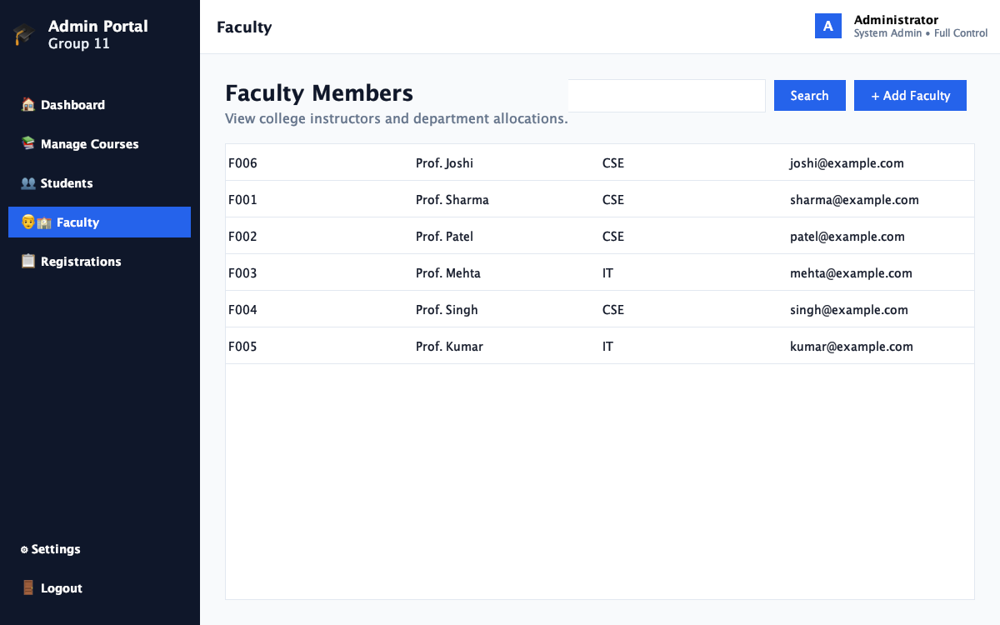 Admin Portal
Group 11
Dashboard
Manage Courses
Students
Faculty
Registrations
Settings
Logout
Faculty
A
Administrator
System Admin • Full Control
Faculty Members
View college instructors and department allocations.
Search
+ Add Faculty
F006 Prof. Joshi CSE joshi@example.com
F001 Prof. Sharma CSE sharma@example.com
F002 Prof. Patel CSE patel@example.com
F003 Prof. Mehta IT mehta@example.com
F004 Prof. Singh CSE singh@example.com
F005 Prof. Kumar IT kumar@example.com